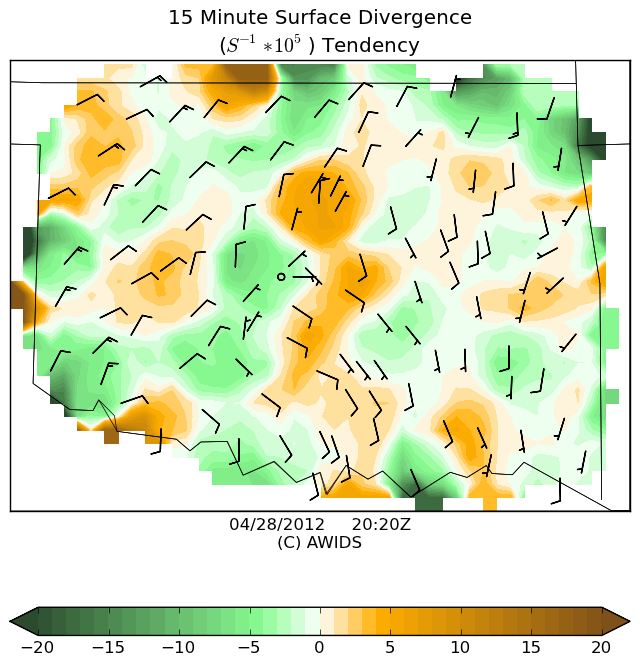 15 Minute Surface Divergence
(S⁻¹ ∗ 10⁵ ) Tendency
04/28/2012 20:20Z
(C) AWIDS
−20 −15 −10 −5 0 5 10 15 20